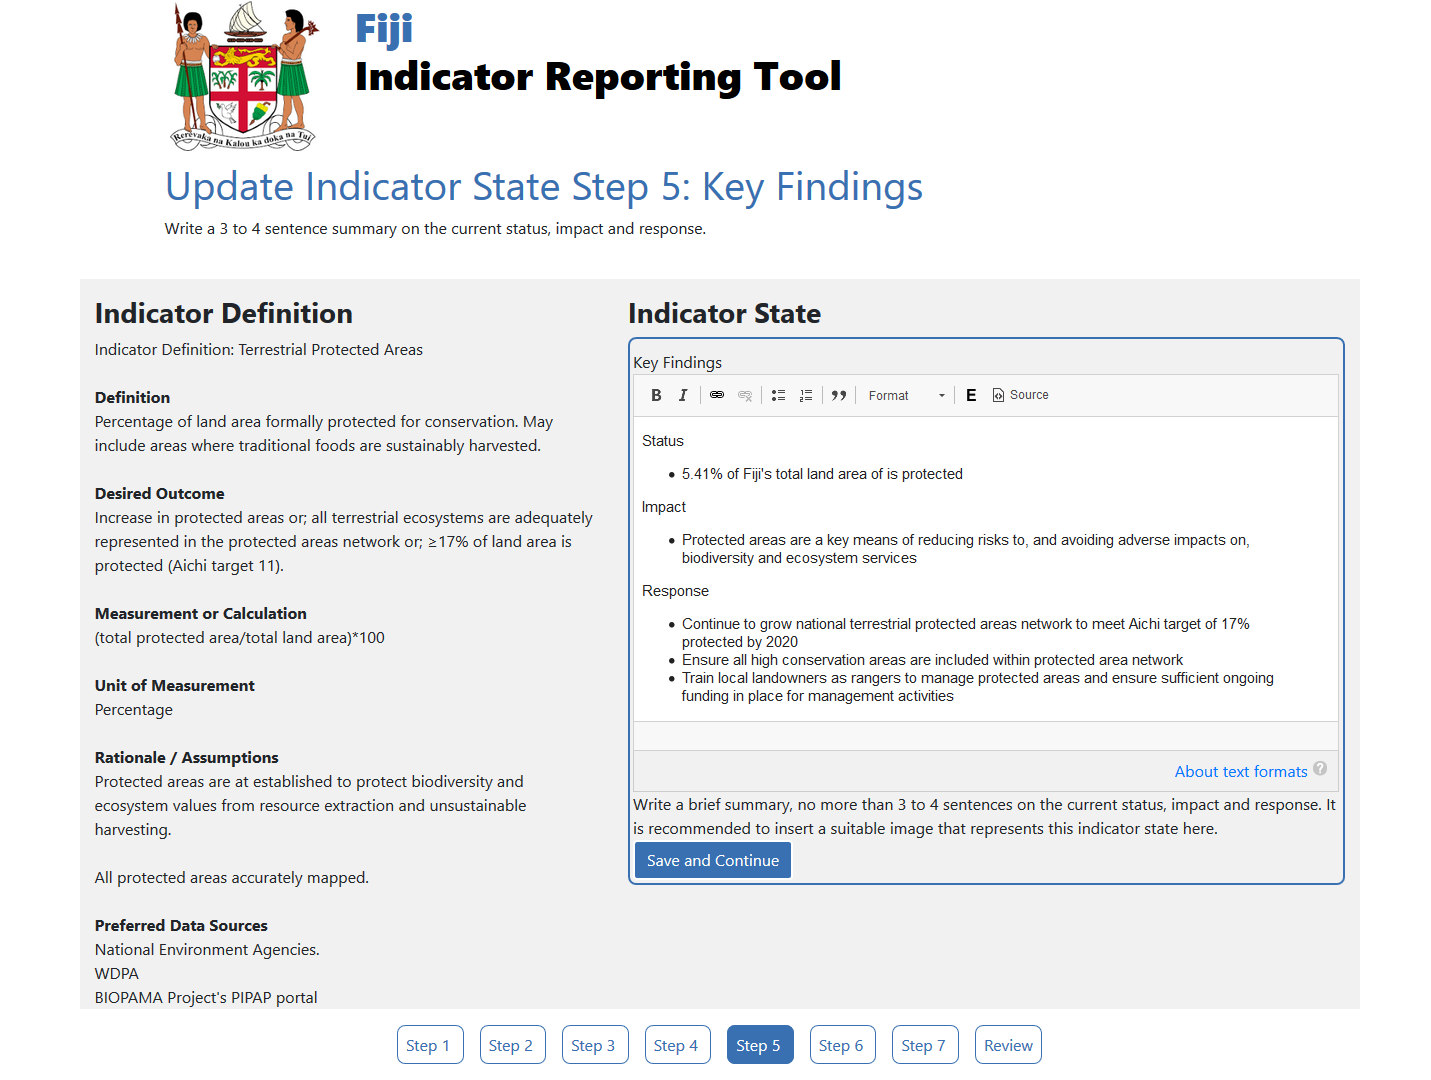 Fiji
Indicator Reporting Tool
Rerevaka na Kalou ka doka na Tui
Update Indicator State Step 5: Key Findings
Write a 3 to 4 sentence summary on the current status, impact and response.
Indicator Definition
Indicator Definition: Terrestrial Protected Areas
Definition
Percentage of land area formally protected for conservation. May
include areas where traditional foods are sustainably harvested.
Desired Outcome
Increase in protected areas or; all terrestrial ecosystems are adequately
represented in the protected areas network or; ≥17% of land area is
protected (Aichi target 11).
Measurement or Calculation
(total protected area/total land area)*100
Unit of Measurement
Percentage
Rationale / Assumptions
Protected areas are at established to protect biodiversity and
ecosystem values from resource extraction and unsustainable
harvesting.
All protected areas accurately mapped.
Preferred Data Sources
National Environment Agencies.
WDPA
BIOPAMA Project's PIPAP portal
Indicator State
Key Findings
B I Format E Source
Status
• 5.41% of Fiji's total land area of is protected
Impact
• Protected areas are a key means of reducing risks to, and avoiding adverse impacts on,
biodiversity and ecosystem services
Response
• Continue to grow national terrestrial protected areas network to meet Aichi target of 17%
protected by 2020
• Ensure all high conservation areas are included within protected area network
• Train local landowners as rangers to manage protected areas and ensure sufficient ongoing
funding in place for management activities
About text formats ?
Write a brief summary, no more than 3 to 4 sentences on the current status, impact and response. It
is recommended to insert a suitable image that represents this indicator state here.
Save and Continue
Step 1 Step 2 Step 3 Step 4 Step 5 Step 6 Step 7 Review